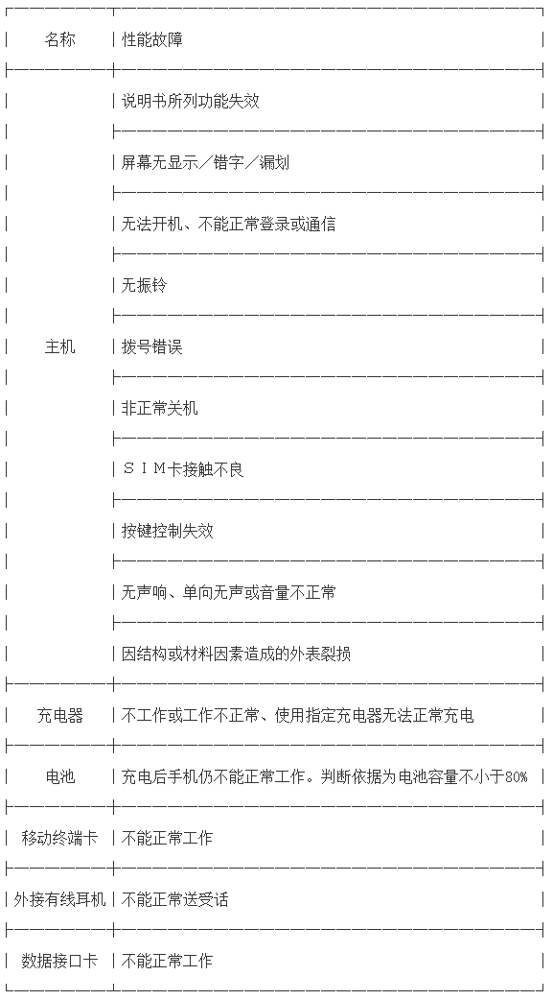 名称 性能故障
说明书所列功能失效
屏幕无显示／错字／漏划
无法开机、不能正常登录或通信
无振铃
主机 拨号错误
非正常关机
ＳＩＭ卡接触不良
按键控制失效
无声响、单向无声或音量不正常
因结构或材料因素造成的外表裂损
充电器 不工作或工作不正常、使用指定充电器无法正常充电
电池 充电后手机仍不能正常工作。判断依据为电池容量不小于80%
移动终端卡 不能正常工作
外接有线耳机 不能正常送受话
数据接口卡 不能正常工作